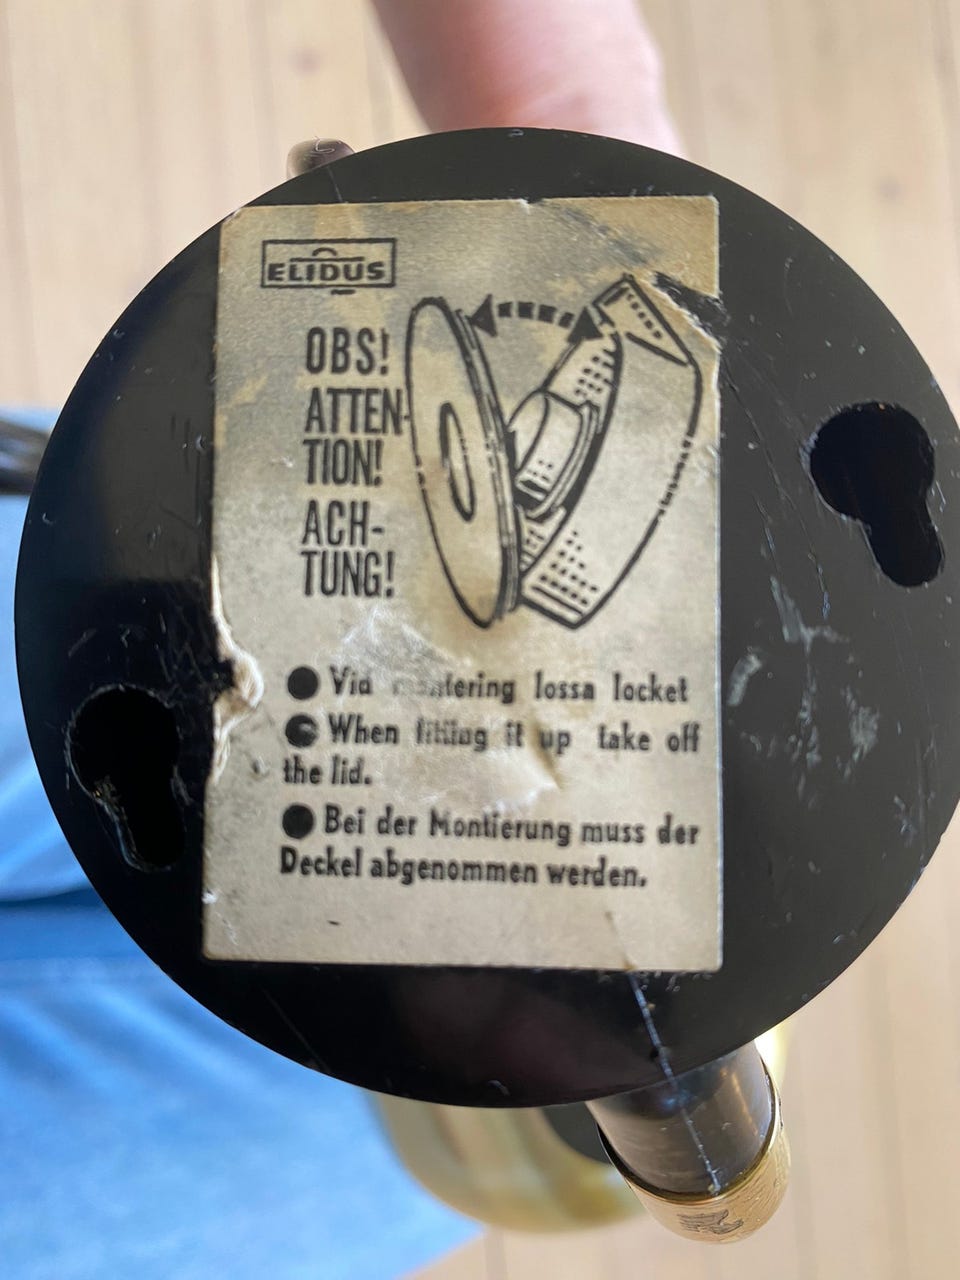 ELIDUS
OBS!
ATTEN-
TION!
ACH-
TUNG!
Vid lossa locket
When fitting it up take off
the lid.
Bei der Montierung muss der
Deckel abgenommen werden.